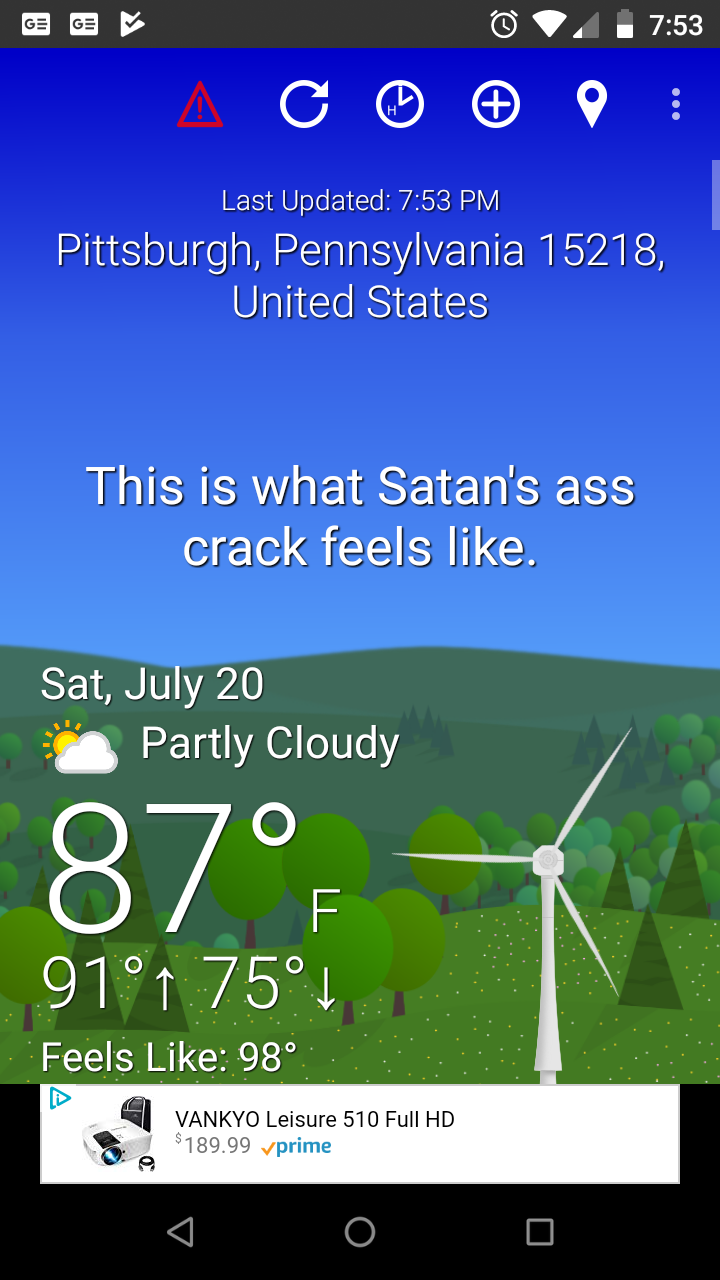 GE GE 7:53
H
Last Updated: 7:53 PM
Pittsburgh, Pennsylvania 15218,
United States
This is what Satan's ass
crack feels like.
Sat, July 20
Partly Cloudy
87° F
91°↑ 75°↓
Feels Like: 98°
VANKYO Leisure 510 Full HD
$189.99 prime